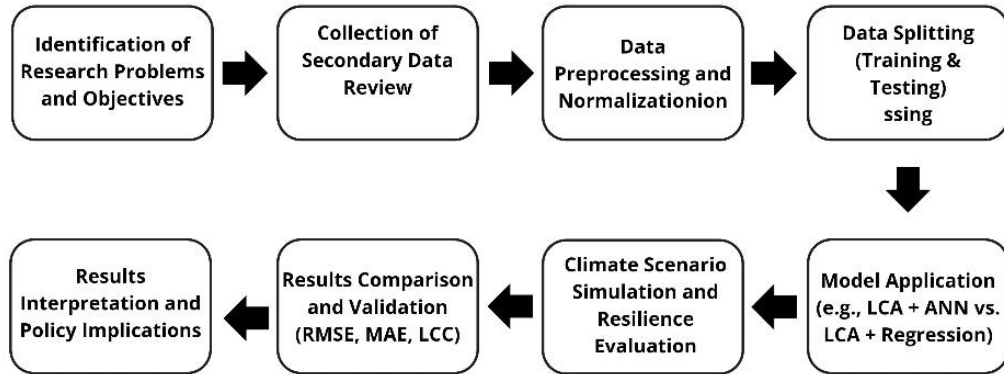 Identification of
Research Problems
and Objectives
Collection of
Secondary Data
Review
Data
Preprocessing and
Normalizationion
Data Splitting
(Training &
Testing)
ssing
Model Application
(e.g., LCA + ANN vs.
LCA + Regression)
Climate Scenario
Simulation and
Resilience
Evaluation
Results Comparison
and Validation
(RMSE, MAE, LCC)
Results
Interpretation and
Policy Implications